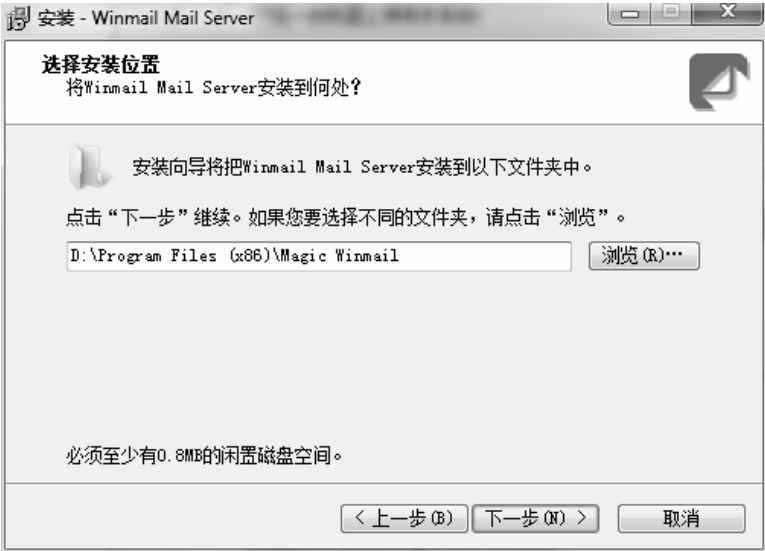 安装 - Winmail Mail Server
选择安装位置
将Winmail Mail Server安装到何处?
安装向导将把Winmail Mail Server安装到以下文件夹中。
点击“下一步”继续。如果您要选择不同的文件夹，请点击“浏览”。
D:\Program Files (x86)\Magic Winmail
浏览(R)…
必须至少有0.8MB的闲置磁盘空间。
< 上一步(B)
下一步(N) >
取消